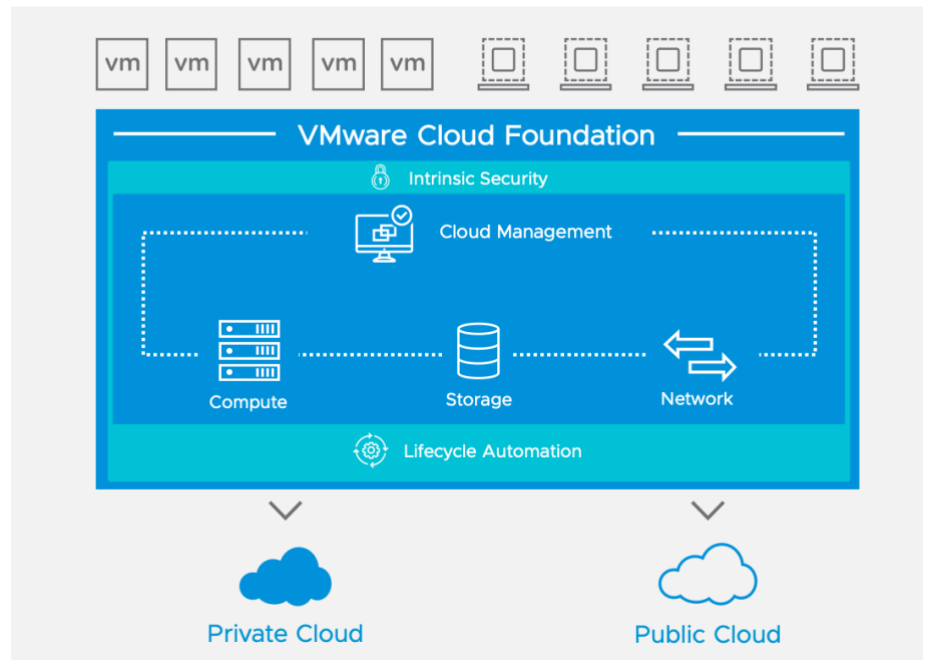 vm vm vm vm vm
VMware Cloud Foundation
Intrinsic Security
Cloud Management
Compute
Storage
Network
Lifecycle Automation
Private Cloud
Public Cloud